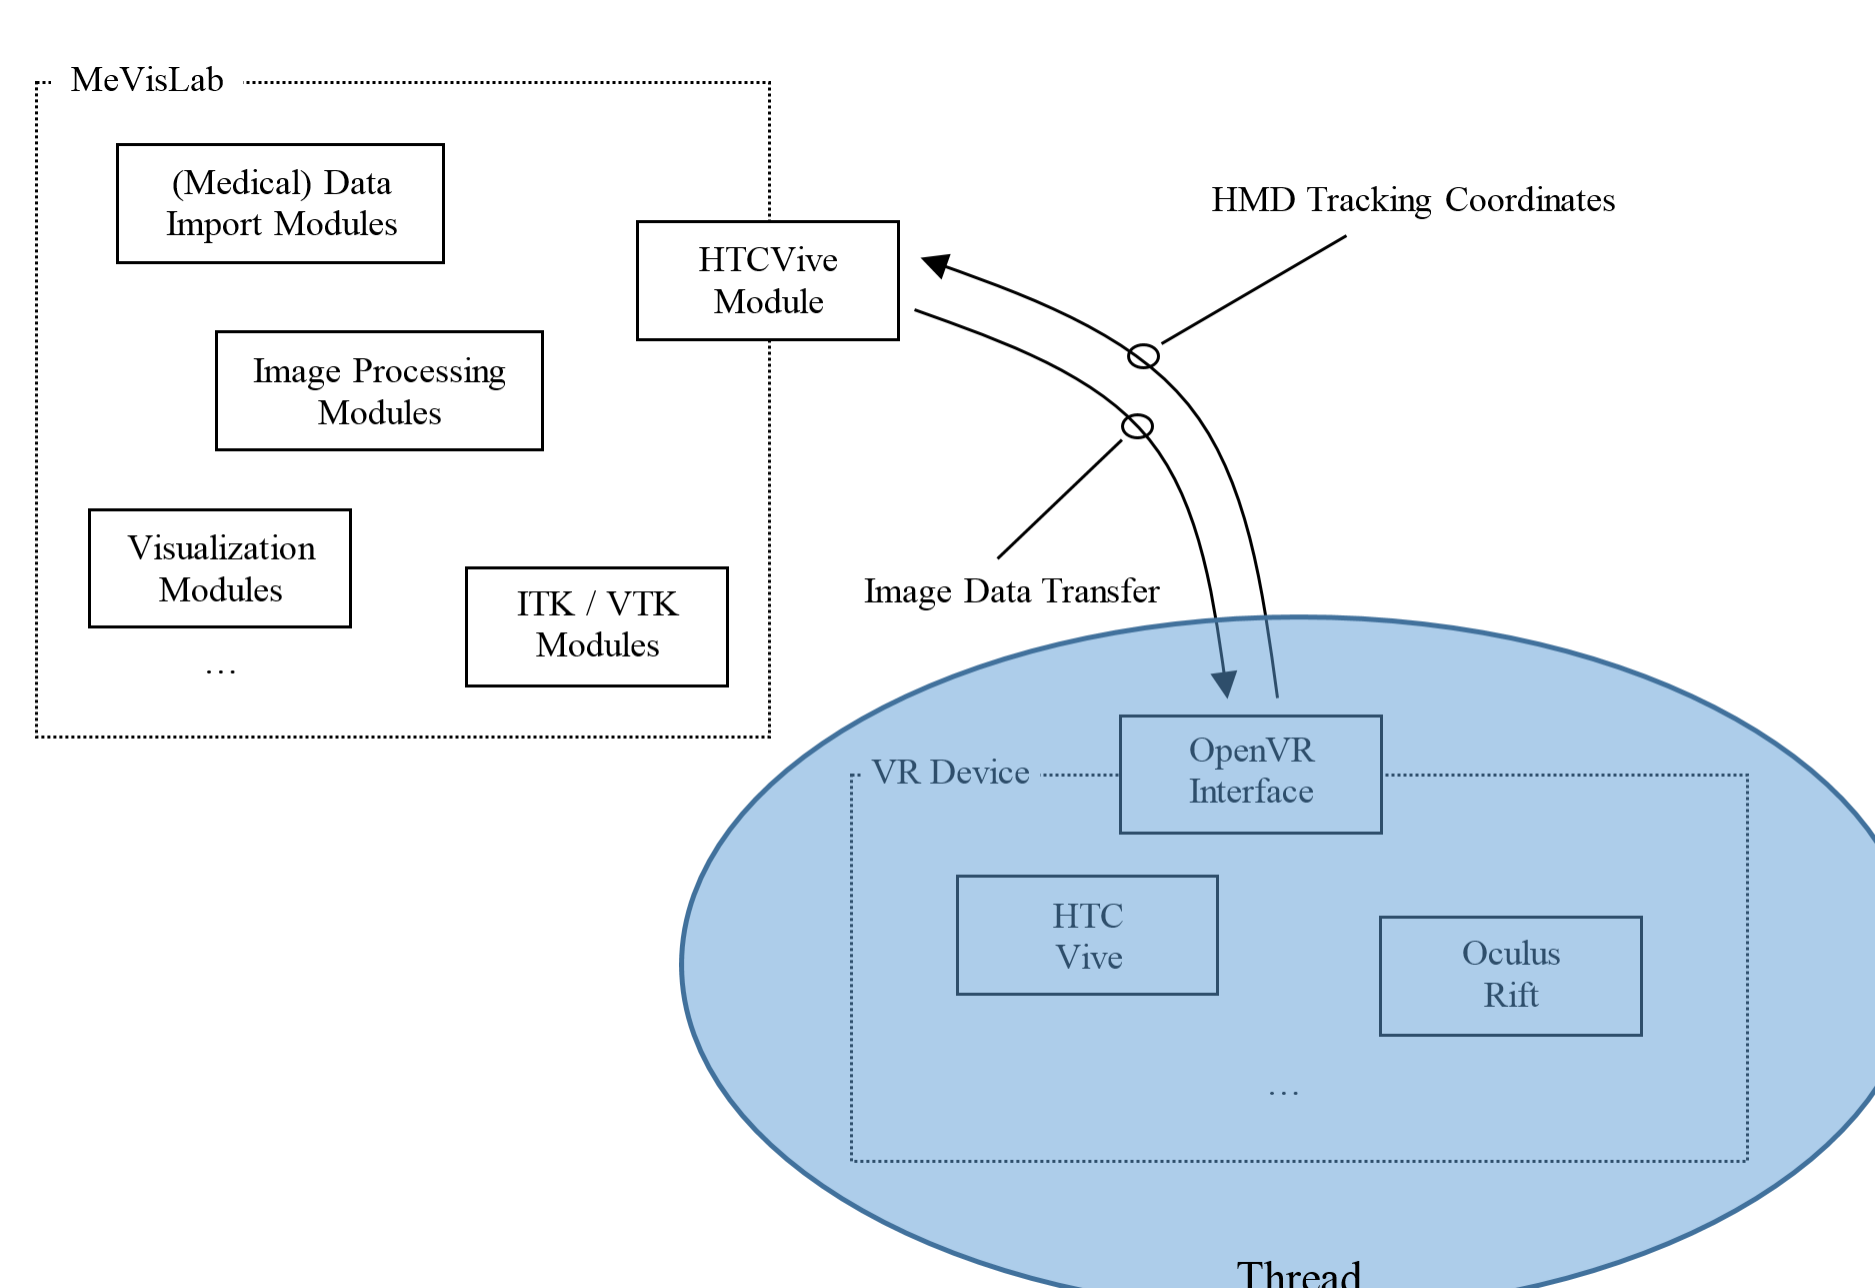 MeVisLab
(Medical) Data
Import Modules
HTCVive
Module
Image Processing
Modules
Visualization
Modules
ITK / VTK
Modules
...
HMD Tracking Coordinates
Image Data Transfer
VR Device
OpenVR
Interface
HTC
Vive
Oculus
Rift
...
Thread